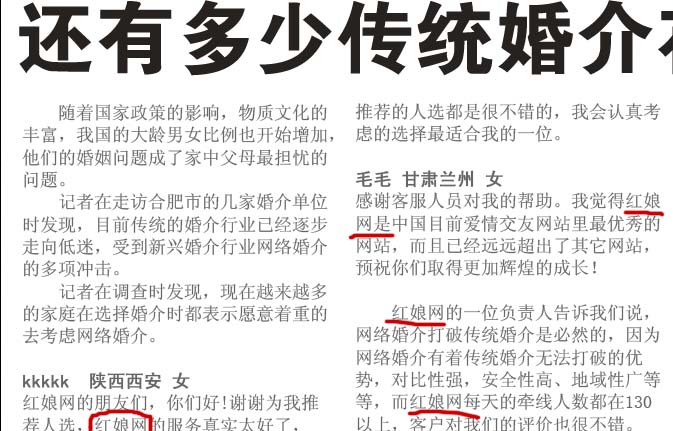 还有多少传统婚介
随着国家政策的影响，物质文化的
丰富，我国的大龄男女比例也开始增加，
他们的婚姻问题成了家中父母最担忧的
问题。
记者在走访合肥市的几家婚介单位
时发现，目前传统的婚介行业已经逐步
走向低迷，受到新兴婚介行业网络婚介
的多项冲击。
记者在调查时发现，现在越来越多
的家庭在选择婚介时都表示愿意着重的
去考虑网络婚介。
kkkkk 陕西西安 女
红娘网的朋友们，你们好!谢谢为我推
荐人选，红娘网的服务真实太好了，
推荐的人选都是很不错的，我会认真考
虑的选择最适合我的一位。
毛毛 甘肃兰州 女
感谢客服人员对我的帮助。我觉得红娘
网是中国目前爱情交友网站里最优秀的
网站，而且已经远远超出了其它网站，
预祝你们取得更加辉煌的成长!
红娘网的一位负责人告诉我们说，
网络婚介打破传统婚介是必然的，因为
网络婚介有着传统婚介无法打破的优
势，对比性强，安全性高、地域性广等
等，而红娘网每天的牵线人数都在130
以上，客户对我们的评价也很不错。